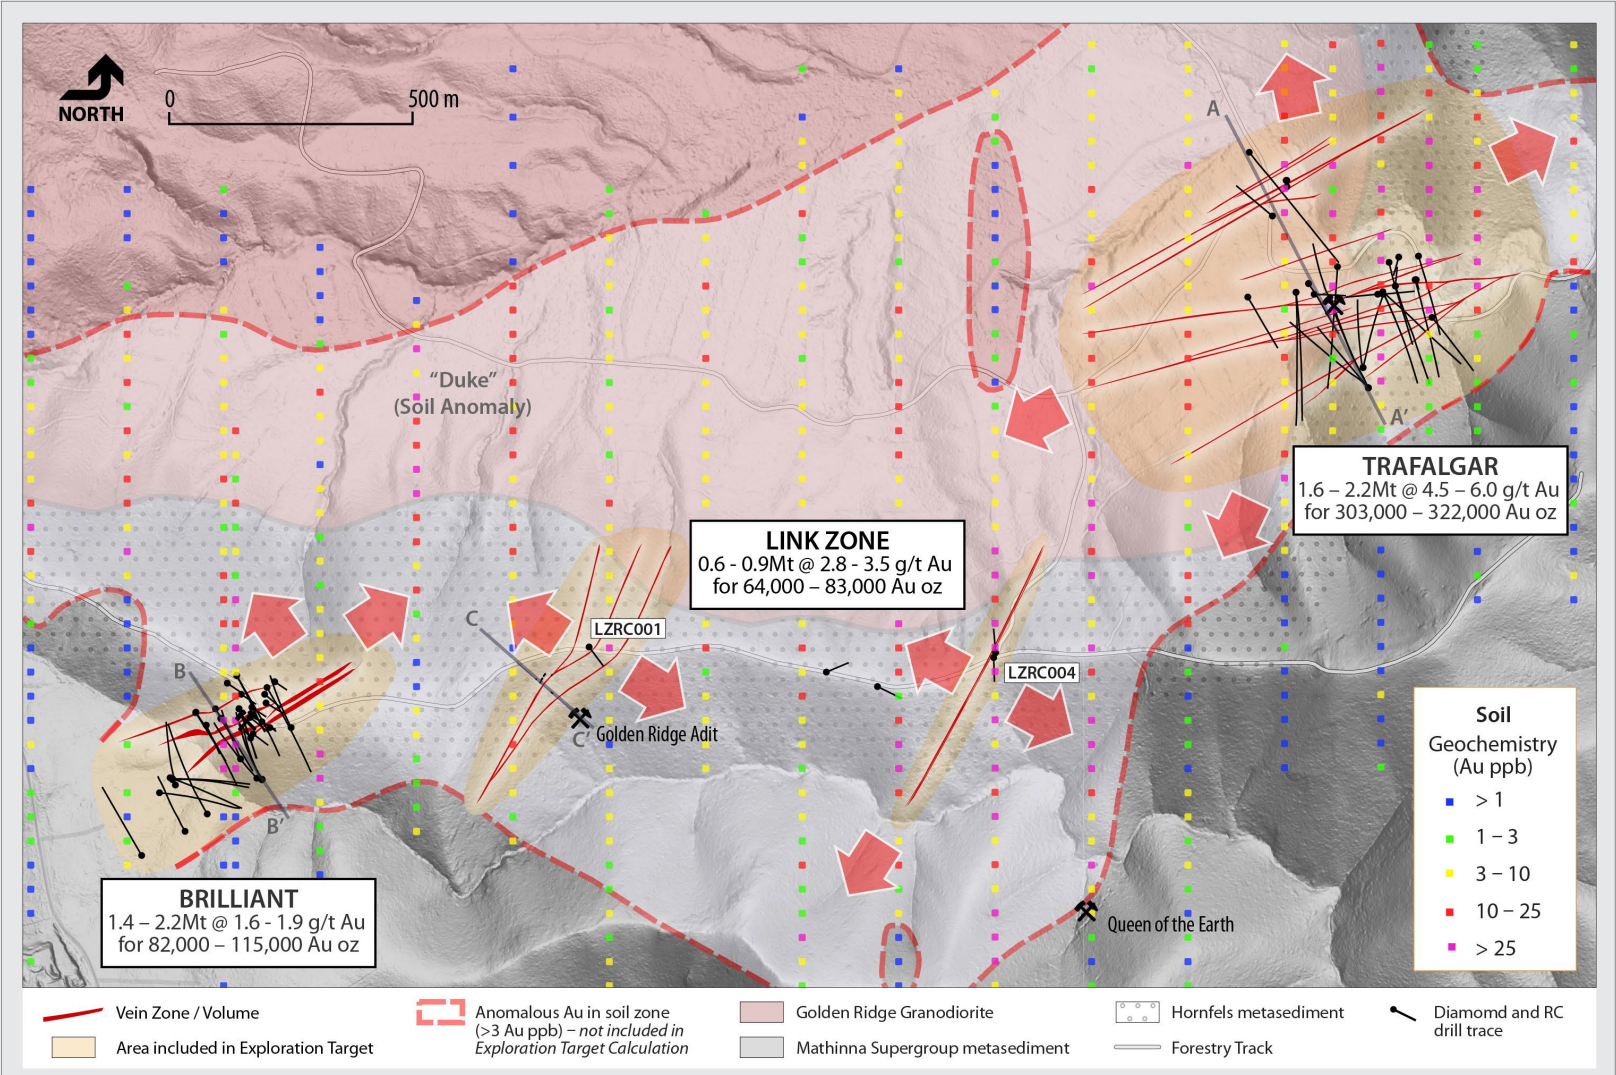 NORTH
0
500 m
A
"Duke"
(Soil Anomaly)
A'
TRAFALGAR
1.6 – 2.2Mt @ 4.5 – 6.0 g/t Au
for 303,000 – 322,000 Au oz
LINK ZONE
0.6 - 0.9Mt @ 2.8 - 3.5 g/t Au
for 64,000 – 83,000 Au oz
C
LZRC001
B
LZRC004
C'
Golden Ridge Adit
B'
BRILLIANT
1.4 – 2.2Mt @ 1.6 - 1.9 g/t Au
for 82,000 – 115,000 Au oz
Queen of the Earth
Soil
Geochemistry
(Au ppb)
> 1
1 – 3
3 – 10
10 – 25
> 25
Vein Zone / Volume
Area included in Exploration Target
Anomalous Au in soil zone
(>3 Au ppb) – not included in
Exploration Target Calculation
Golden Ridge Granodiorite
Mathinna Supergroup metasediment
Hornfels metasediment
Forestry Track
Diamomd and RC
drill trace